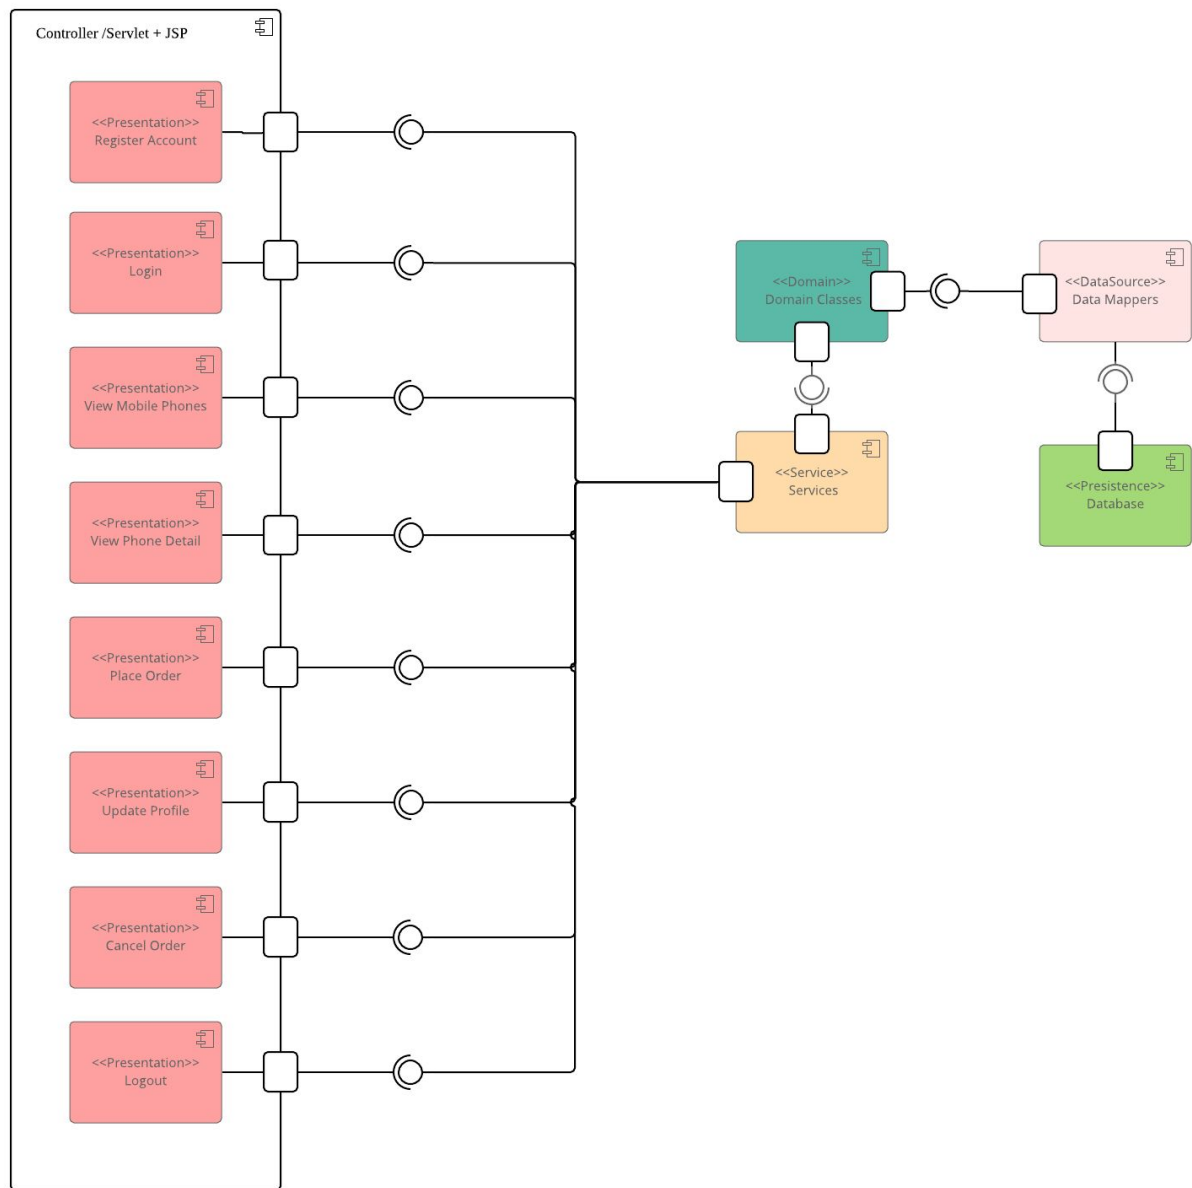 Controller /Servlet + JSP
<<Presentation>>
Register Account
<<Presentation>>
Login
<<Presentation>>
View Mobile Phones
<<Presentation>>
View Phone Detail
<<Presentation>>
Place Order
<<Presentation>>
Update Profile
<<Presentation>>
Cancel Order
<<Presentation>>
Logout
<<Domain>>
Domain Classes
<<DataSource>>
Data Mappers
<<Service>>
Services
<<Presistence>>
Database